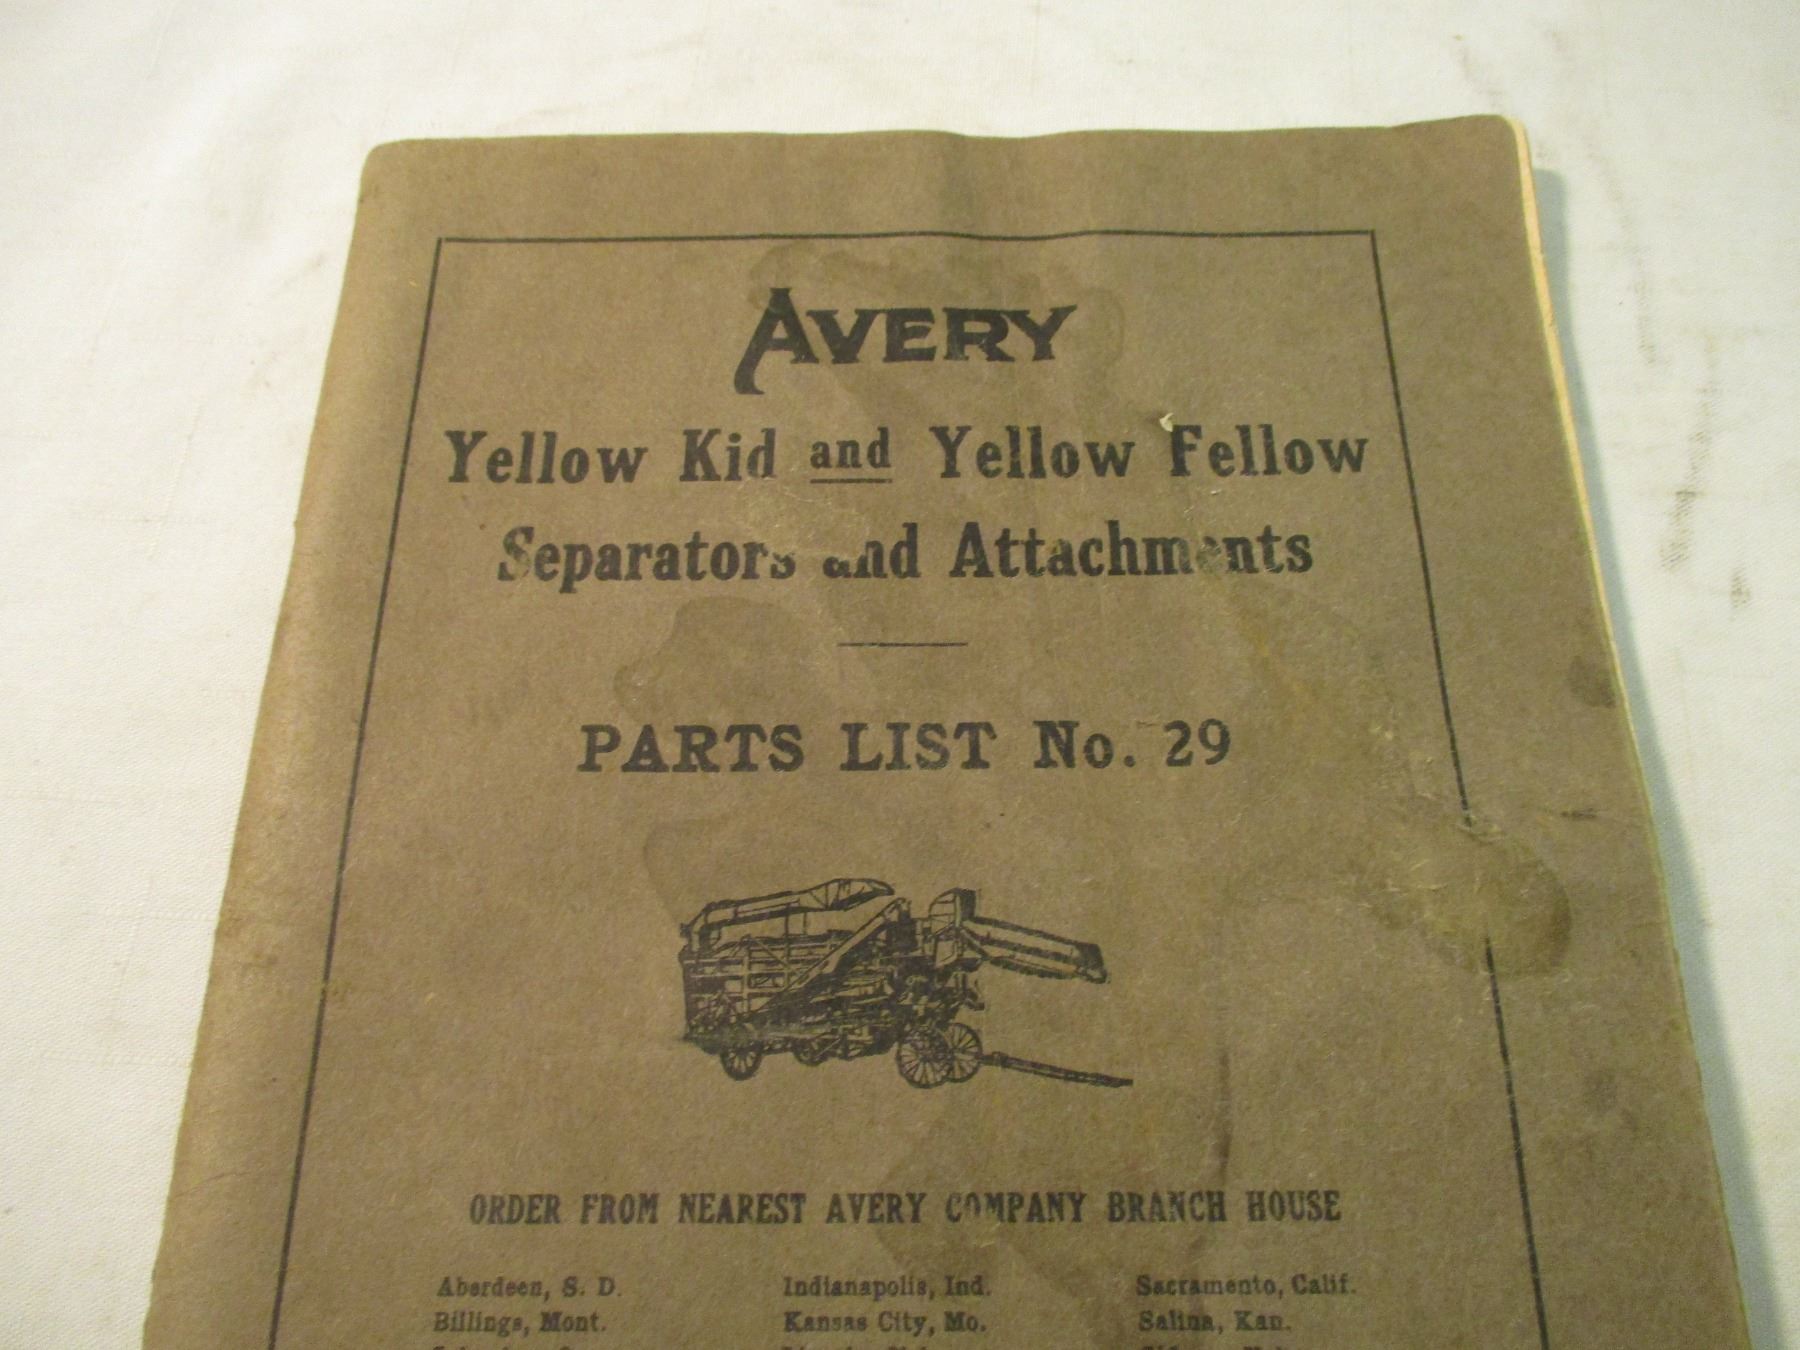 AVERY
Yellow Kid and Yellow Fellow
Separators and Attachments
PARTS LIST No. 29
ORDER FROM NEAREST AVERY COMPANY BRANCH HOUSE
Aberdeen, S. D.
Billings, Mont.
Indianapolis, Ind.
Kansas City, Mo.
Sacramento, Calif.
Salina, Kan.